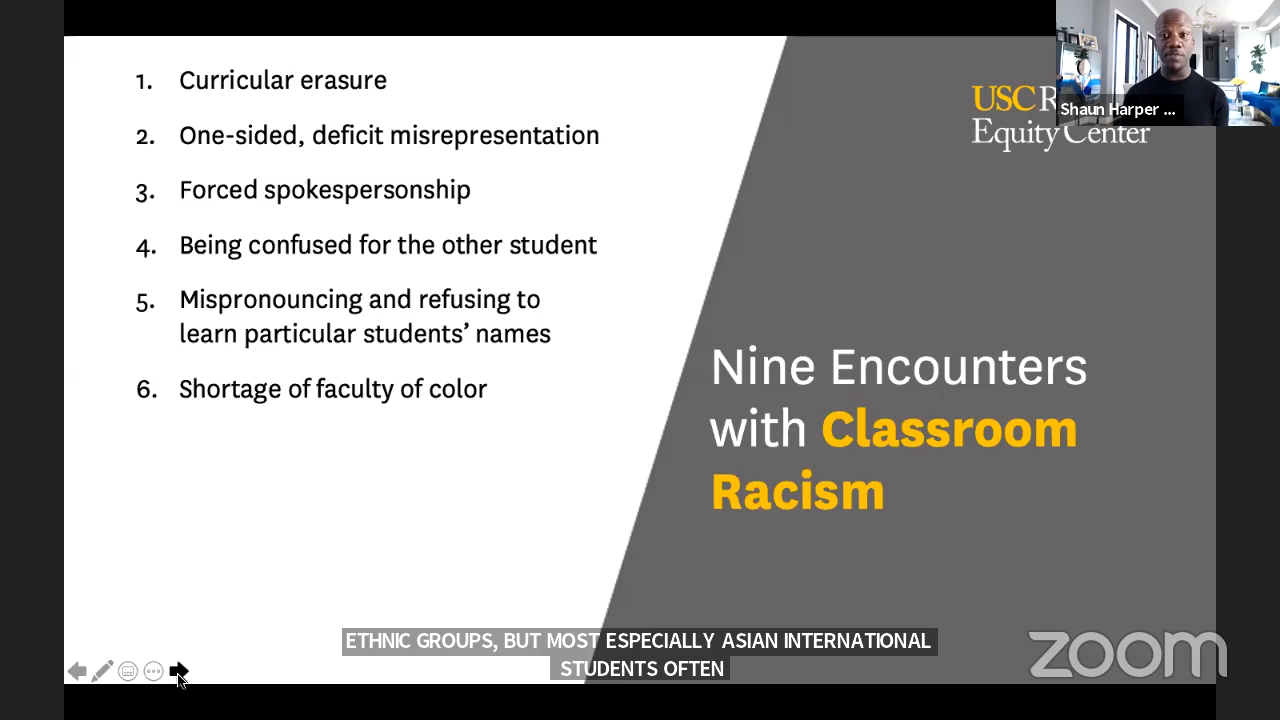 1. Curricular erasure
2. One-sided, deficit misrepresentation
3. Forced spokespersonship
4. Being confused for the other student
5. Mispronouncing and refusing to
learn particular students’ names
6. Shortage of faculty of color
USC R
Equity Center
Shaun Harper ...
Nine Encounters
with Classroom
Racism
ETHNIC GROUPS, BUT MOST ESPECIALLY ASIAN INTERNATIONAL
STUDENTS OFTEN
zoom